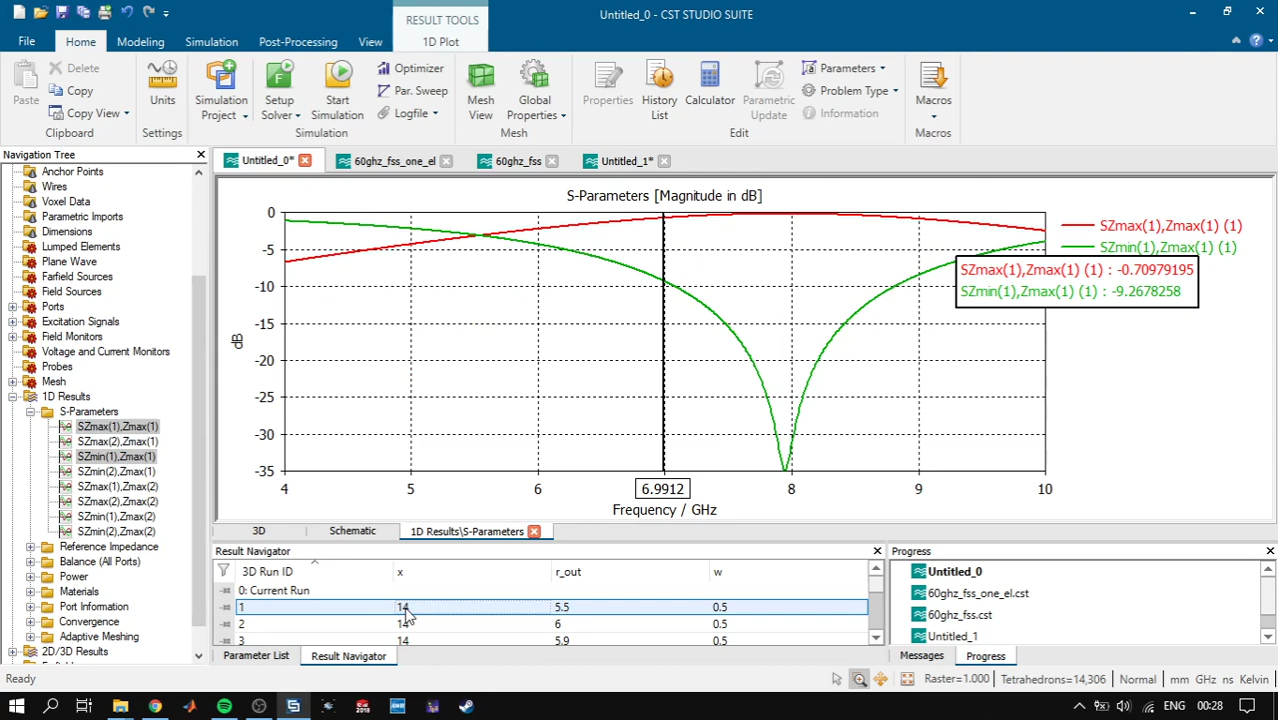 Untitled_0 - CST STUDIO SUITE
RESULT TOOLS
File
Home
Modeling
Simulation
Post-Processing
View
1D Plot
Paste
Delete
Copy
Copy View
Clipboard
Units
Settings
Simulation Project
Setup Solver
Start Simulation
Optimizer
Par. Sweep
Logfile
Simulation
Mesh View
Global Properties
Mesh
Properties
History List
Calculator
Parametric Update
Parameters
Problem Type
Information
Edit
Macros
Macros
Navigation Tree
Anchor Points
Wires
Voxel Data
Parametric Imports
Dimensions
Lumped Elements
Plane Wave
Farfield Sources
Field Sources
Ports
Excitation Signals
Field Monitors
Voltage and Current Monitors
Probes
Mesh
1D Results
S-Parameters
SZmax(1),Zmax(1)
SZmax(2),Zmax(1)
SZmin(1),Zmax(1)
SZmin(2),Zmax(1)
SZmax(1),Zmax(2)
SZmax(2),Zmax(2)
SZmin(1),Zmax(2)
SZmin(2),Zmax(2)
Reference Impedance
Balance (All Ports)
Power
Materials
Port Information
Convergence
Adaptive Meshing
2D/3D Results
Untitled_0*
60ghz_fss_one_el
60ghz_fss
Untitled_1*
S-Parameters [Magnitude in dB]
0
-5
-10
-15
-20
-25
-30
-35
dB
4 5 6 6.9912 8 9 10
Frequency / GHz
SZmax(1),Zmax(1) (1)
SZmin(1),Zmax(1) (1)
SZmax(1),Zmax(1) (1) : -0.70979195
SZmin(1),Zmax(1) (1) : -9.2678258
3D
Schematic
1D Results\S-Parameters
Result Navigator
3D Run ID x r_out w
0: Current Run
1 14 5.5 0.5
2 14 6 0.5
3 14 5.9 0.5
Parameter List
Result Navigator
Progress
Untitled_0
60ghz_fss_one_el.cst
60ghz_fss.cst
Untitled_1
Messages
Progress
Ready
Raster=1.000
Tetrahedrons=14,306
Normal
mm GHz ns Kelvin
ENG
00:28